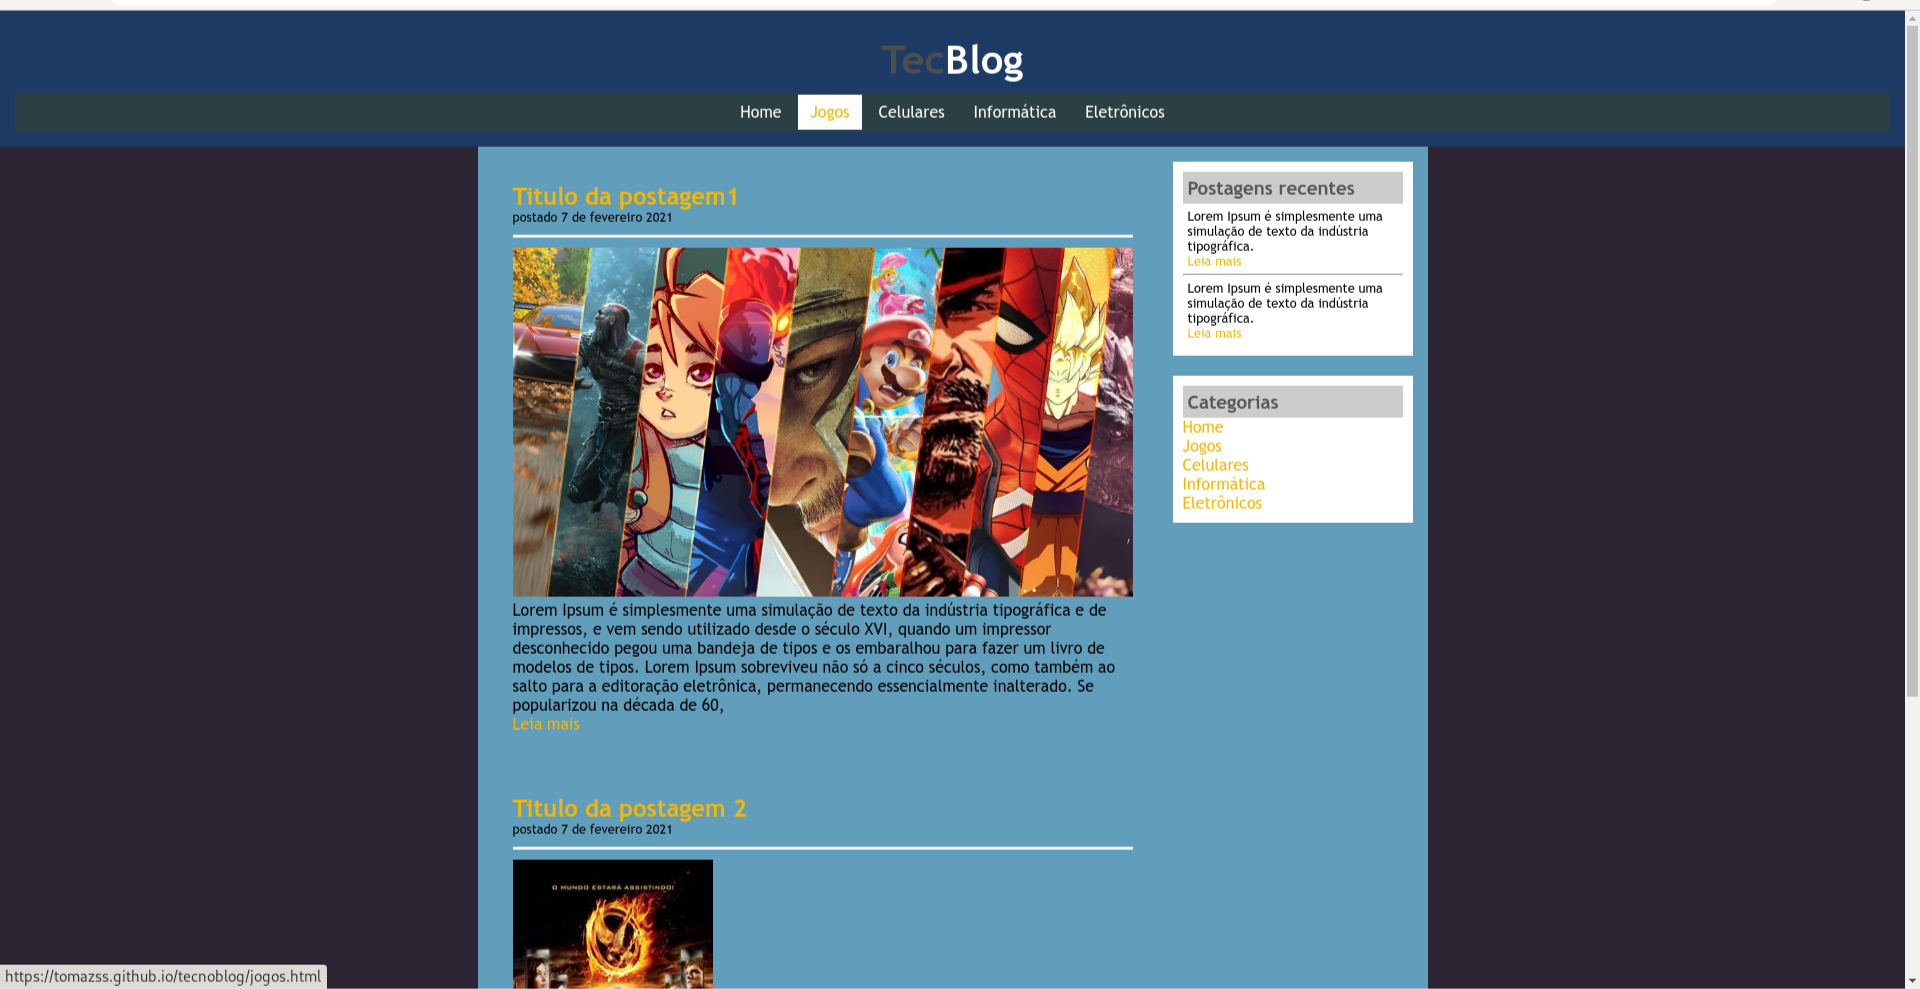 TecBlog
Home Jogos Celulares Informática Eletrônicos
Titulo da postagem1
postado 7 de fevereiro 2021
Lorem Ipsum é simplesmente uma simulação de texto da indústria tipográfica e de
impressos, e vem sendo utilizado desde o século XVI, quando um impressor
desconhecido pegou uma bandeja de tipos e os embaralhou para fazer um livro de
modelos de tipos. Lorem Ipsum sobreviveu não só a cinco séculos, como também ao
salto para a editoração eletrônica, permanecendo essencialmente inalterado. Se
popularizou na década de 60,
Leia mais
Titulo da postagem 2
postado 7 de fevereiro 2021
O MUNDO ESTARÁ ASSISTINDO!
Postagens recentes
Lorem Ipsum é simplesmente uma
simulação de texto da indústria
tipográfica.
Leia mais
Lorem Ipsum é simplesmente uma
simulação de texto da indústria
tipográfica.
Leia mais
Categorias
Home
Jogos
Celulares
Informática
Eletrônicos
https://tomazss.github.io/tecnoblog/jogos.html